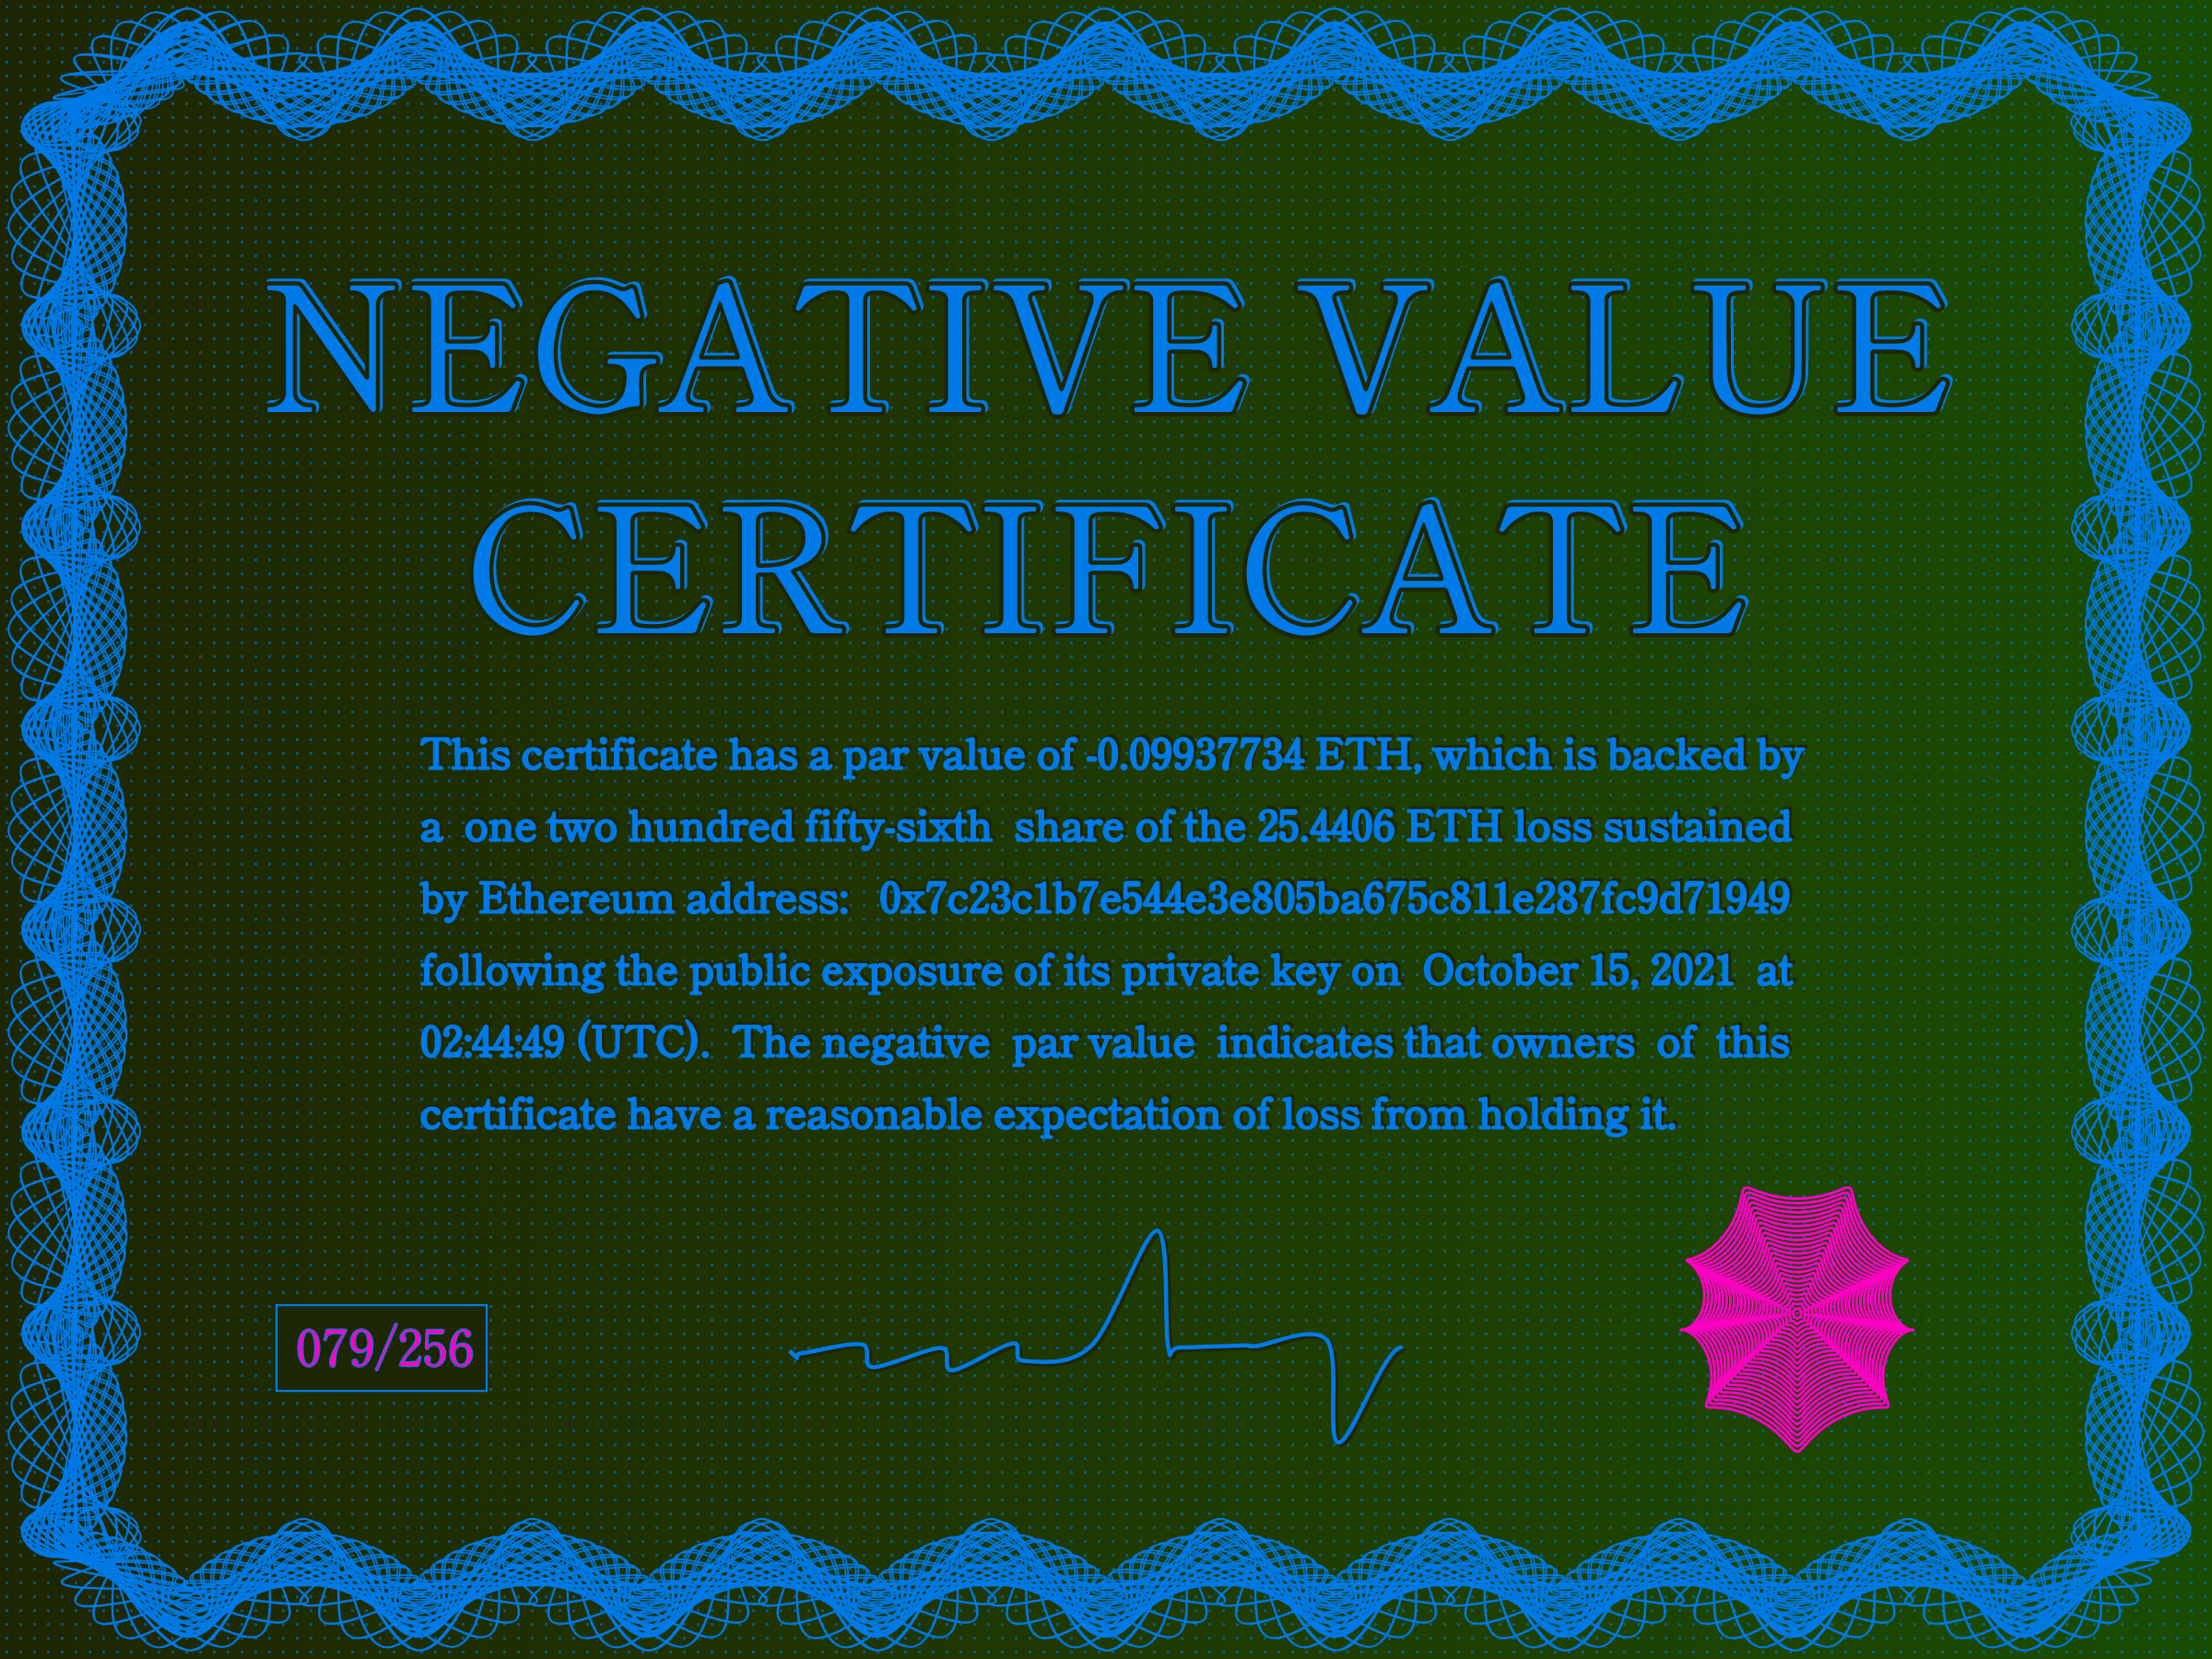 NEGATIVE VALUE
CERTIFICATE
This certificate has a par value of -0.09937734 ETH, which is backed by
a one two hundred fifty-sixth share of the 25.4406 ETH loss sustained
by Ethereum address: 0x7c23c1b7e544e3e805ba675c811e287fc9d71949
following the public exposure of its private key on October 15, 2021 at
02:44:49 (UTC). The negative par value indicates that owners of this
certificate have a reasonable expectation of loss from holding it.
079/256